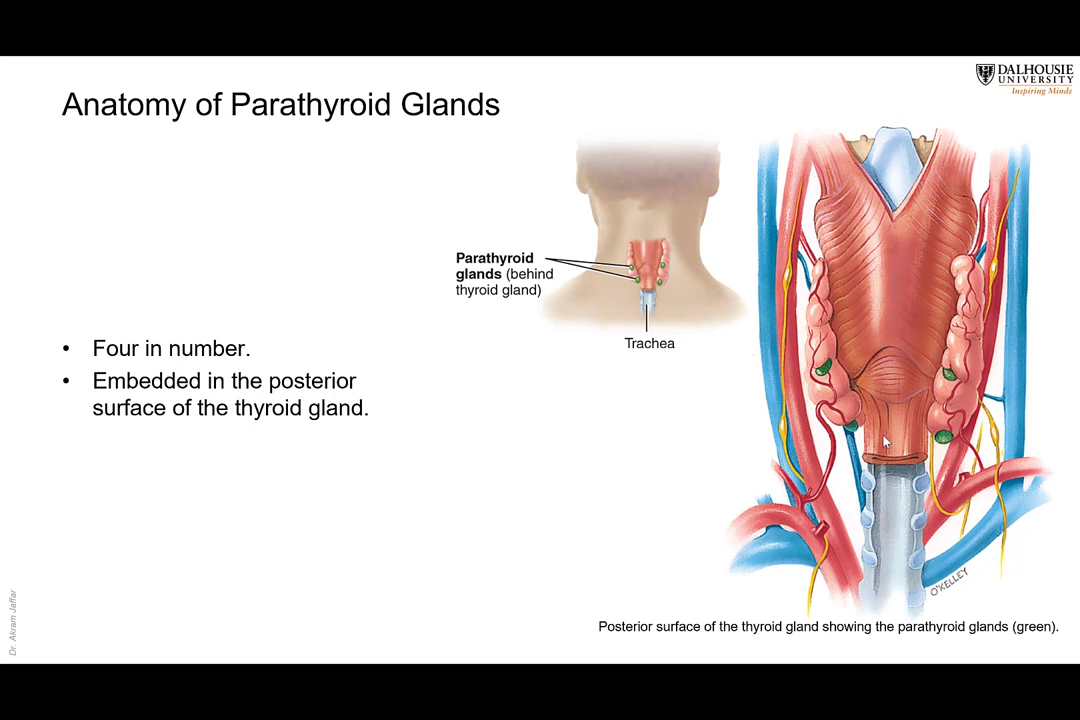 DALHOUSIE
UNIVERSITY
Inspiring Minds
Anatomy of Parathyroid Glands
Parathyroid
glands (behind
thyroid gland)
Trachea
• Four in number.
• Embedded in the posterior
surface of the thyroid gland.
O'KELLEY
Posterior surface of the thyroid gland showing the parathyroid glands (green).
Dr. Akram Jaffar